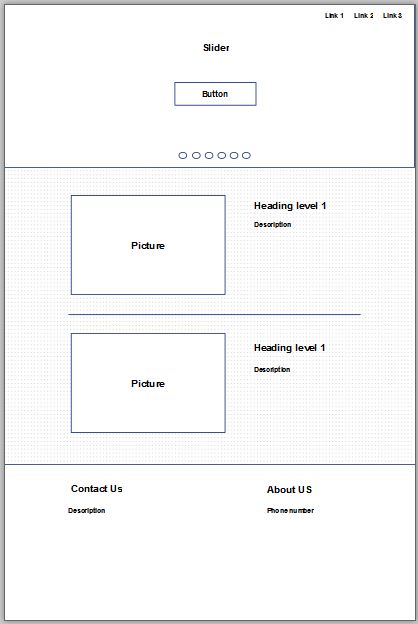 Link 1 Link 2 Link 3
Slider
Button
Picture
Heading level 1
Description
Picture
Heading level 1
Description
Contact Us
Description
About US
Phone number